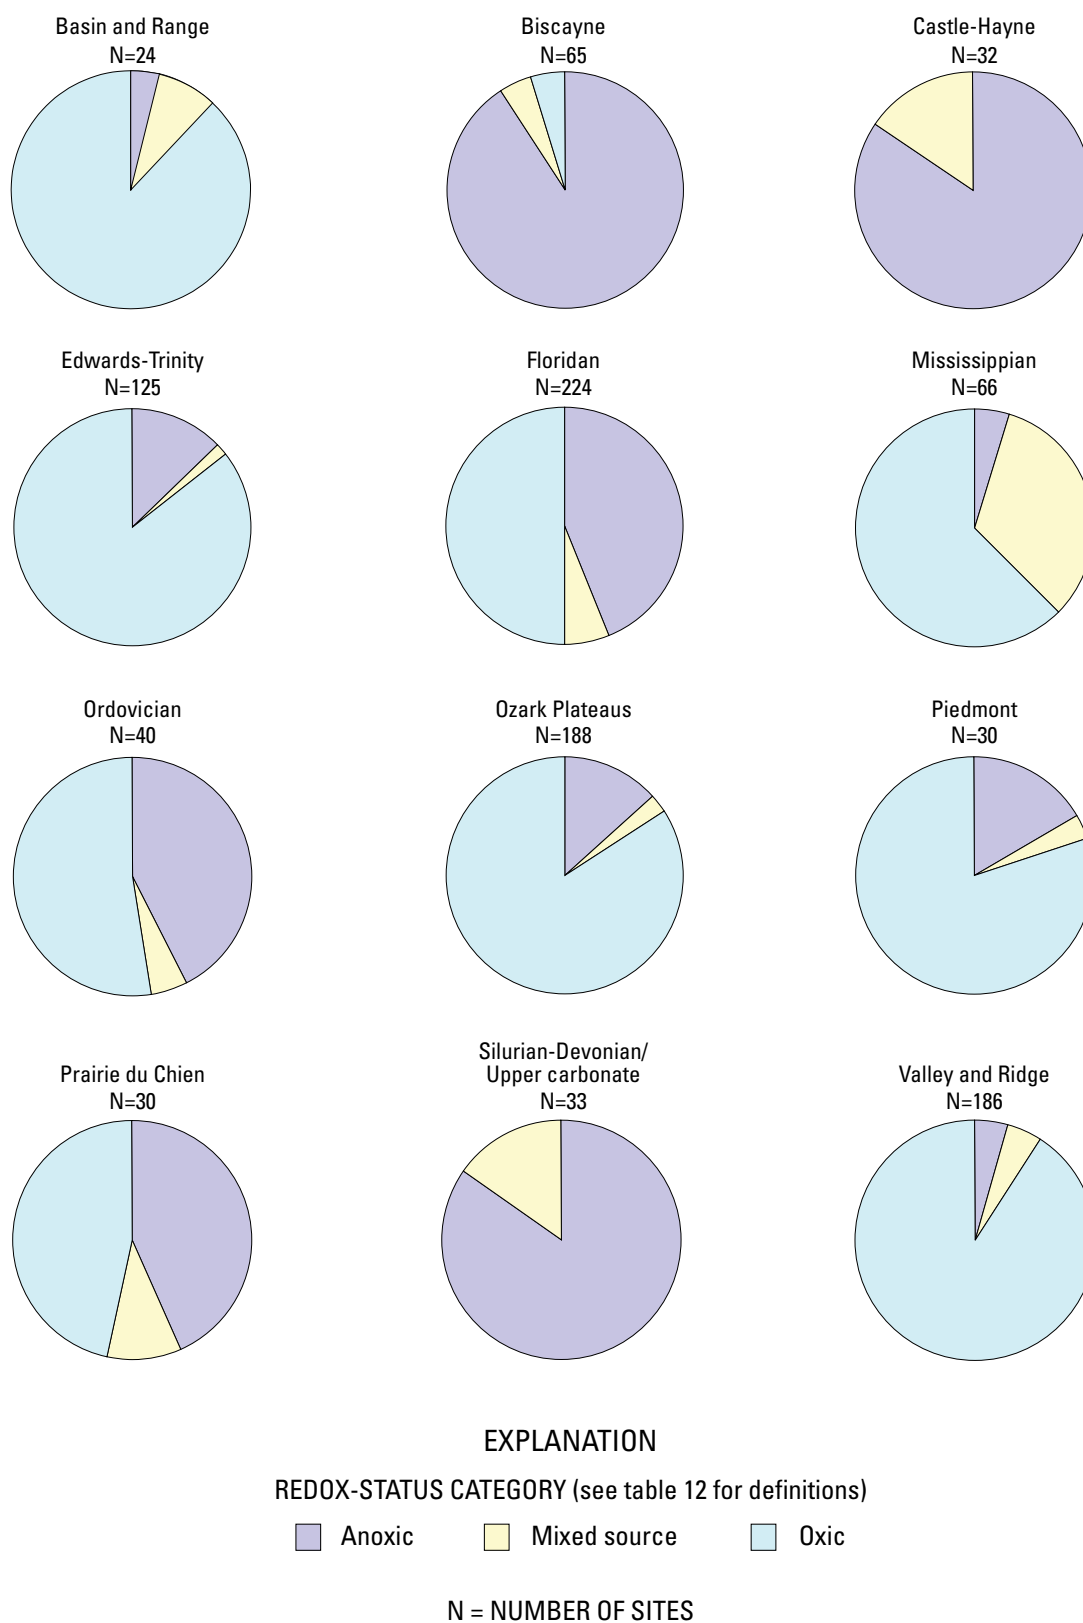 Basin and Range
N=24
Biscayne
N=65
Castle-Hayne
N=32
Edwards-Trinity
N=125
Floridan
N=224
Mississippian
N=66
Ordovician
N=40
Ozark Plateaus
N=188
Piedmont
N=30
Prairie du Chien
N=30
Silurian-Devonian/
Upper carbonate
N=33
Valley and Ridge
N=186
EXPLANATION
REDOX-STATUS CATEGORY (see table 12 for definitions)
Anoxic
Mixed source
Oxic
N = NUMBER OF SITES